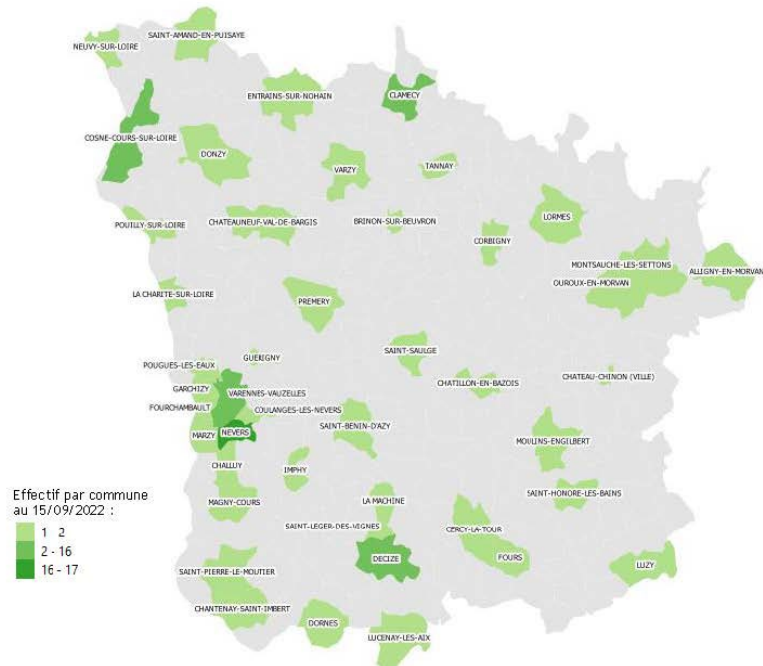 SAINT-AMAND-EN-PUISAYE
NEUVY-SUR-LOIRE
ENTRAINS-SUR-NOHAIN
CLAMECY
COSNE-COURS-SUR-LOIRE
DONZY
VARZY
TANNAY
LORMES
POUILLY-SUR-LOIRE
CHATEAUNEUF-VAL-DE-BARGIS
BRINON-SUR-BEUVRON
CORBIGNY
MONTSAUCHE-LES-SETTONS
ALLIGNY-EN-MORVAN
OUROUX-EN-MORVAN
LA CHARITE-SUR-LOIRE
PREMERY
SAINT-SAULGE
GUERIGNY
POUGUES-LES-EAUX
CHATILLON-EN-BAZOIS
CHATEAU-CHINON (VILLE)
GARCHIZY
VARENNES-VAUZELLES
FOURCHAMBAULT
COULANGES-LES-NEVERS
SAINT-BENIN-D'AZY
MARZY
NEVERS
MOULINS-ENGILBERT
CHALLUY
IMPHY
Effectif par commune
au 15/09/2022 :
1 - 2
2 - 16
16 - 17
MAGNY-COURS
LA MACHINE
SAINT-HONORE-LES-BAINS
SAINT-LEGER-DES-VIGNES
CERCY-LA-TOUR
DECIZE
FOURS
LUZY
SAINT-PIERRE-LE-MOUTIER
CHANTENAY-SAINT-IMBERT
DORNES
LUCENAY-LES-AIX